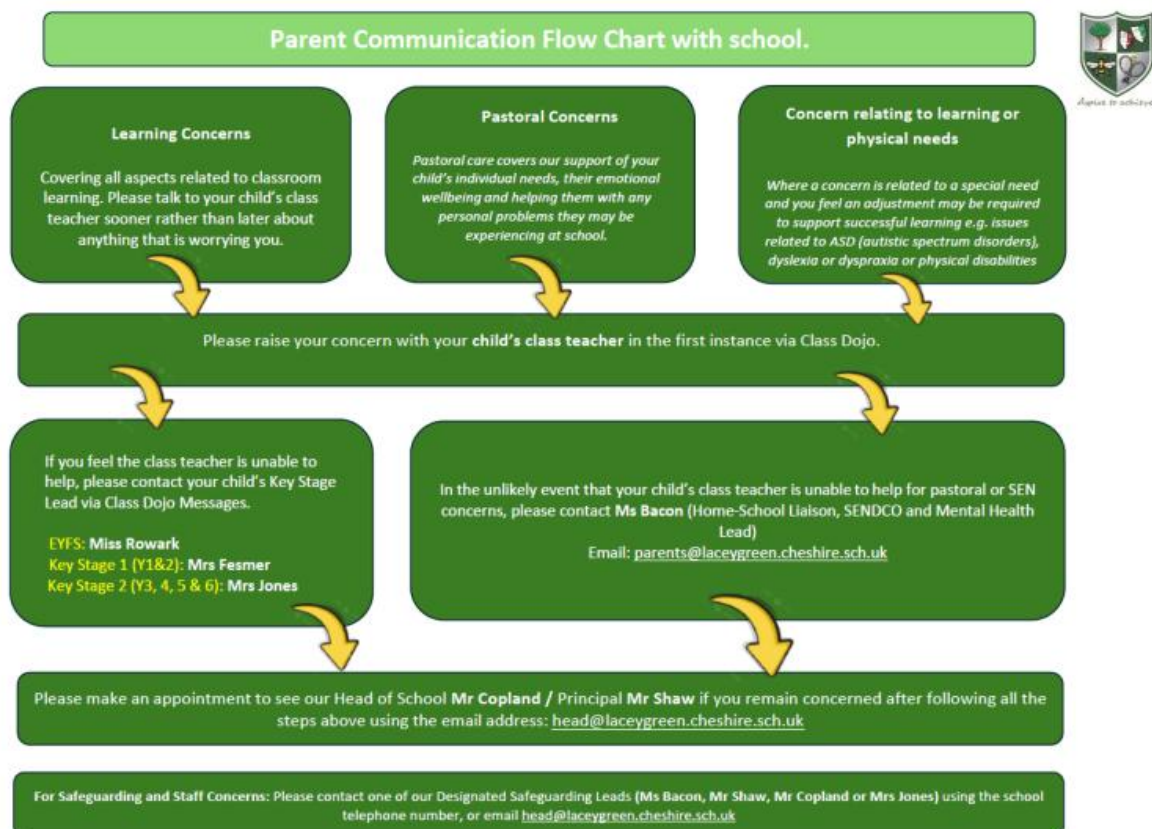 Parent Communication Flow Chart with school.
Aspire to achieve
Learning Concerns
Covering all aspects related to classroom
learning. Please talk to your child's class
teacher sooner rather than later about
anything that is worrying you.
Pastoral Concerns
Pastoral care covers our support of your
child's individual needs, their emotional
wellbeing and helping them with any
personal problems they may be
experiencing at school.
Concern relating to learning or
physical needs
Where a concern is related to a special need
and you feel an adjustment may be required
to support successful learning e.g. issues
related to ASD (autistic spectrum disorders),
dyslexia or dyspraxia or physical disabilities
Please raise your concern with your child's class teacher in the first instance via Class Dojo.
If you feel the class teacher is unable to
help, please contact your child's Key Stage
Lead via Class Dojo Messages.
EYFS: Miss Rowark
Key Stage 1 (Y1&2): Mrs Fesmer
Key Stage 2 (Y3, 4, 5 & 6): Mrs Jones
In the unlikely event that your child's class teacher is unable to help for pastoral or SEN
concerns, please contact Ms Bacon (Home-School Liaison, SENDCO and Mental Health
Lead)
Email: parents@laceygreen.cheshire.sch.uk
Please make an appointment to see our Head of School Mr Copland / Principal Mr Shaw if you remain concerned after following all the
steps above using the email address: head@laceygreen.cheshire.sch.uk
For Safeguarding and Staff Concerns: Please contact one of our Designated Safeguarding Leads (Ms Bacon, Mr Shaw, Mr Copland or Mrs Jones) using the school
telephone number, or email head@laceygreen.cheshire.sch.uk